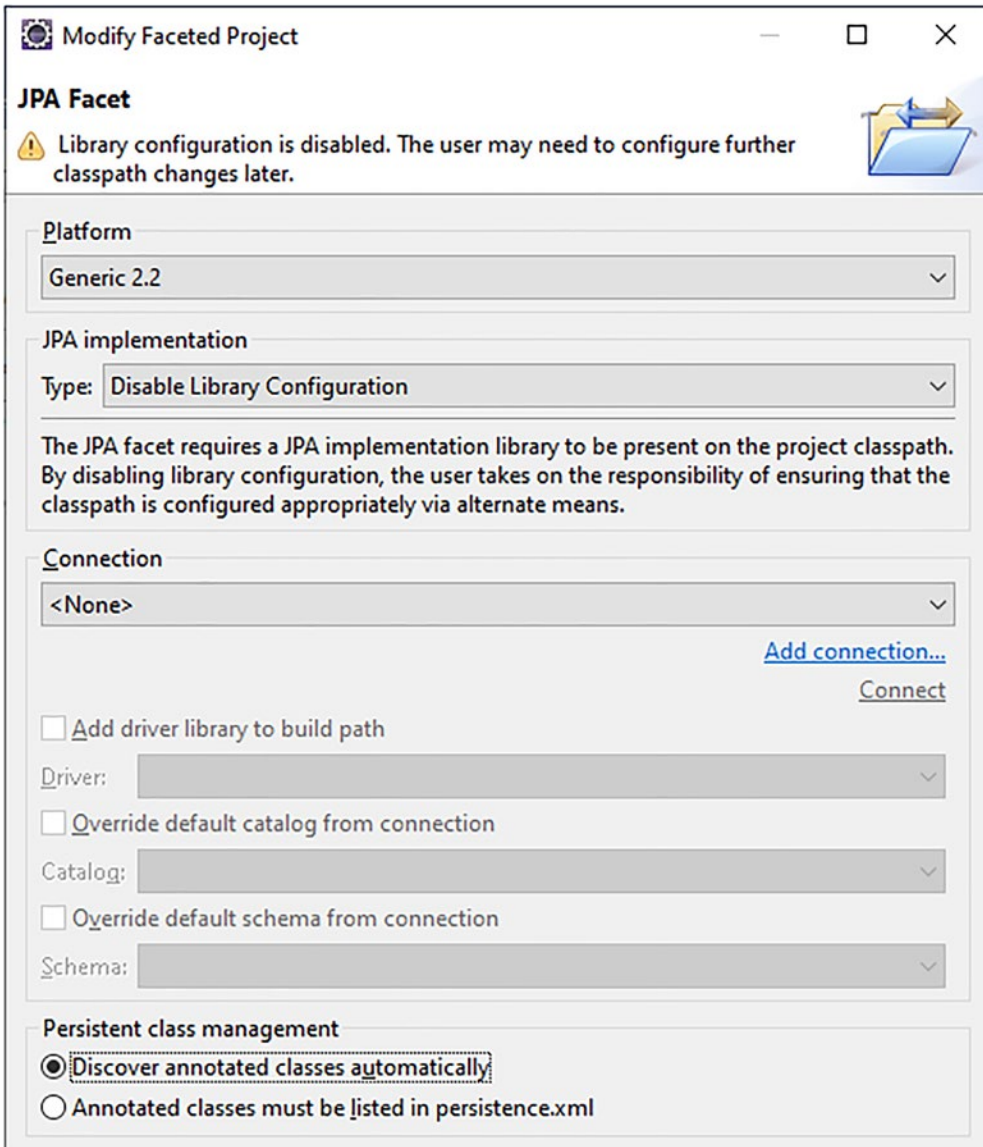 Modify Faceted Project
JPA Facet
Library configuration is disabled. The user may need to configure further
classpath changes later.
Platform
Generic 2.2
JPA implementation
Type: Disable Library Configuration
The JPA facet requires a JPA implementation library to be present on the project classpath.
By disabling library configuration, the user takes on the responsibility of ensuring that the
classpath is configured appropriately via alternate means.
Connection
<None>
Add connection...
Connect
Add driver library to build path
Driver:
Override default catalog from connection
Catalog:
Override default schema from connection
Schema:
Persistent class management
Discover annotated classes automatically
Annotated classes must be listed in persistence.xml